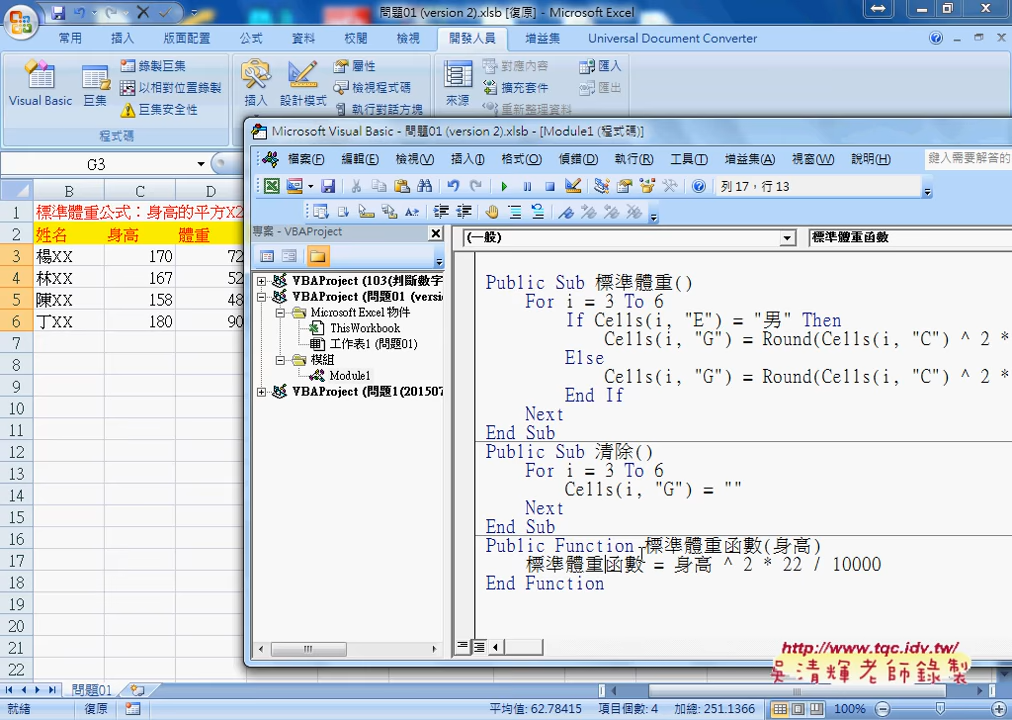 問題01 (version 2).xlsb [復原] - Microsoft Excel
常用 插入 版面配置 公式 資料 校閱 檢視 開發人員 增益集 Universal Document Converter
Visual Basic 巨集 錄製巨集 以相對位置錄製 巨集安全性
程式碼
插入 設計模式 屬性 檢視程式碼 執行對話方塊
來源 對應內容 擴充套件 重新整理資料 匯入 匯出
G3
Microsoft Visual Basic - 問題01 (version 2).xlsb - [Module1 (程式碼)]
檔案(F) 編輯(E) 檢視(V) 插入(I) 格式(O) 偵錯(D) 執行(R) 工具(T) 增益集(A) 視窗(W) 說明(H) 鍵入需要解答的
列 17，行 13
專案 - VBAProject
VBAProject (103(判斷數字
VBAProject (問題01 (versi
Microsoft Excel 物件
ThisWorkbook
工作表1 (問題01)
模組
Module1
VBAProject (問題1(201507
(一般) 標準體重函數
B C D
1 標準體重公式：身高的平方X2
2 姓名 身高 體重
3 楊XX 170 72
4 林XX 167 52
5 陳XX 158 48
6 丁XX 180 90
7
8
9
10
11
12
13
14
15
16
17
18
19
20
21
22
Public Sub 標準體重()
For i = 3 To 6
If Cells(i, "E") = "男" Then
Cells(i, "G") = Round(Cells(i, "C") ^ 2 *
Else
Cells(i, "G") = Round(Cells(i, "C") ^ 2 *
End If
Next
End Sub
Public Sub 清除()
For i = 3 To 6
Cells(i, "G") = ""
Next
End Sub
Public Function 標準體重函數(身高)
標準體重函數 = 身高 ^ 2 * 22 / 10000
End Function
http://www.tqc.idv.tw/
吳清輝老師錄製
問題01
就緒 復原 平均值: 62.78415 項目個數: 4 加總: 251.1366 100%